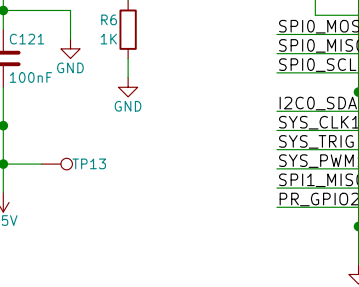 R6
1K
C121
100nF
GND
GND
TP13
5V
SPI0_MOS
SPI0_MISO
SPI0_SCL
I2C0_SDA
SYS_CLK1
SYS_TRIG
SYS_PWM
SPI1_MISO
PR_GPIO2